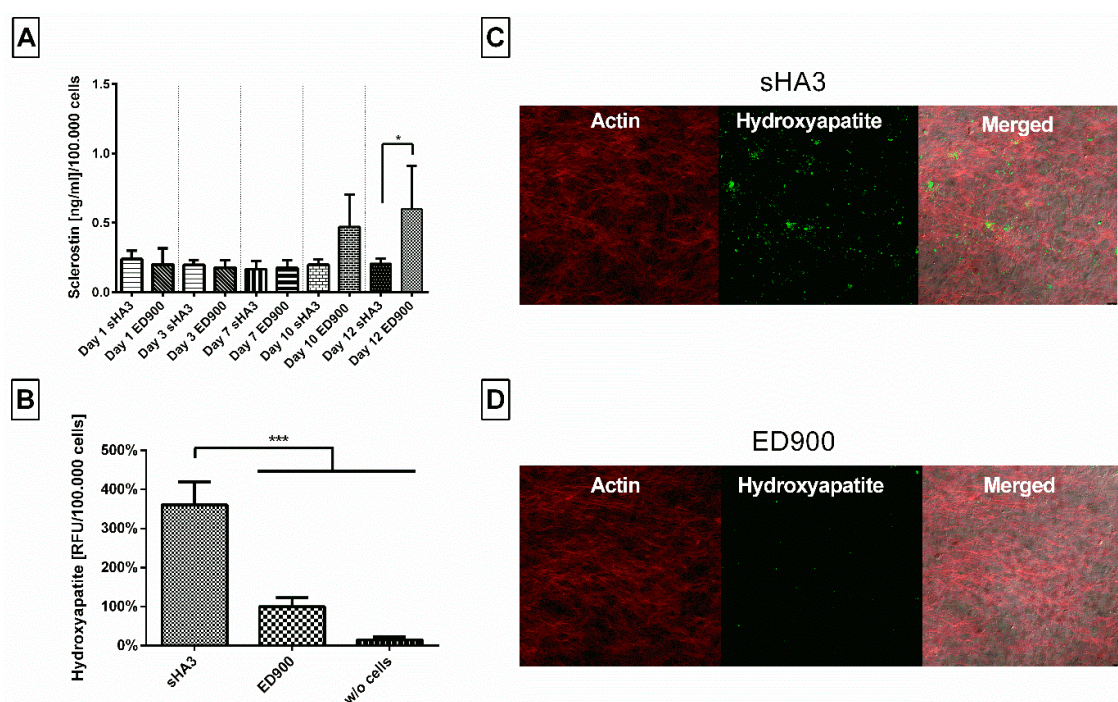 A
Sclerostin [ng/ml]/100.000 cells
1.5
1.0
0.5
0.0
*
Day 1 sHA3
Day 1 ED900
Day 3 sHA3
Day 3 ED900
Day 7 sHA3
Day 7 ED900
Day 10 sHA3
Day 10 ED900
Day 12 sHA3
Day 12 ED900
B
Hydroxyapatite [RFU/100.000 cells]
500%
400%
300%
200%
100%
0%
***
sHA3
ED900
w/o cells
C
sHA3
Actin
Hydroxyapatite
Merged
D
ED900
Actin
Hydroxyapatite
Merged